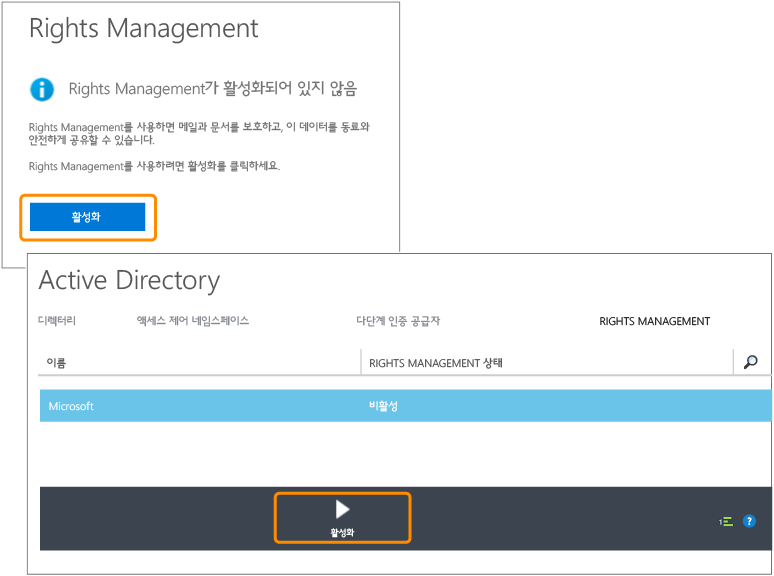 Rights Management
Rights Management가 활성화되어 있지 않음
Rights Management를 사용하면 메일과 문서를 보호하고, 이 데이터를 동료와
안전하게 공유할 수 있습니다.
Rights Management를 사용하려면 활성화를 클릭하세요.
활성화
Active Directory
디렉터리 액세스 제어 네임스페이스 다단계 인증 공급자 RIGHTS MANAGEMENT
이름 RIGHTS MANAGEMENT 상태
Microsoft 비활성
활성화
1
?